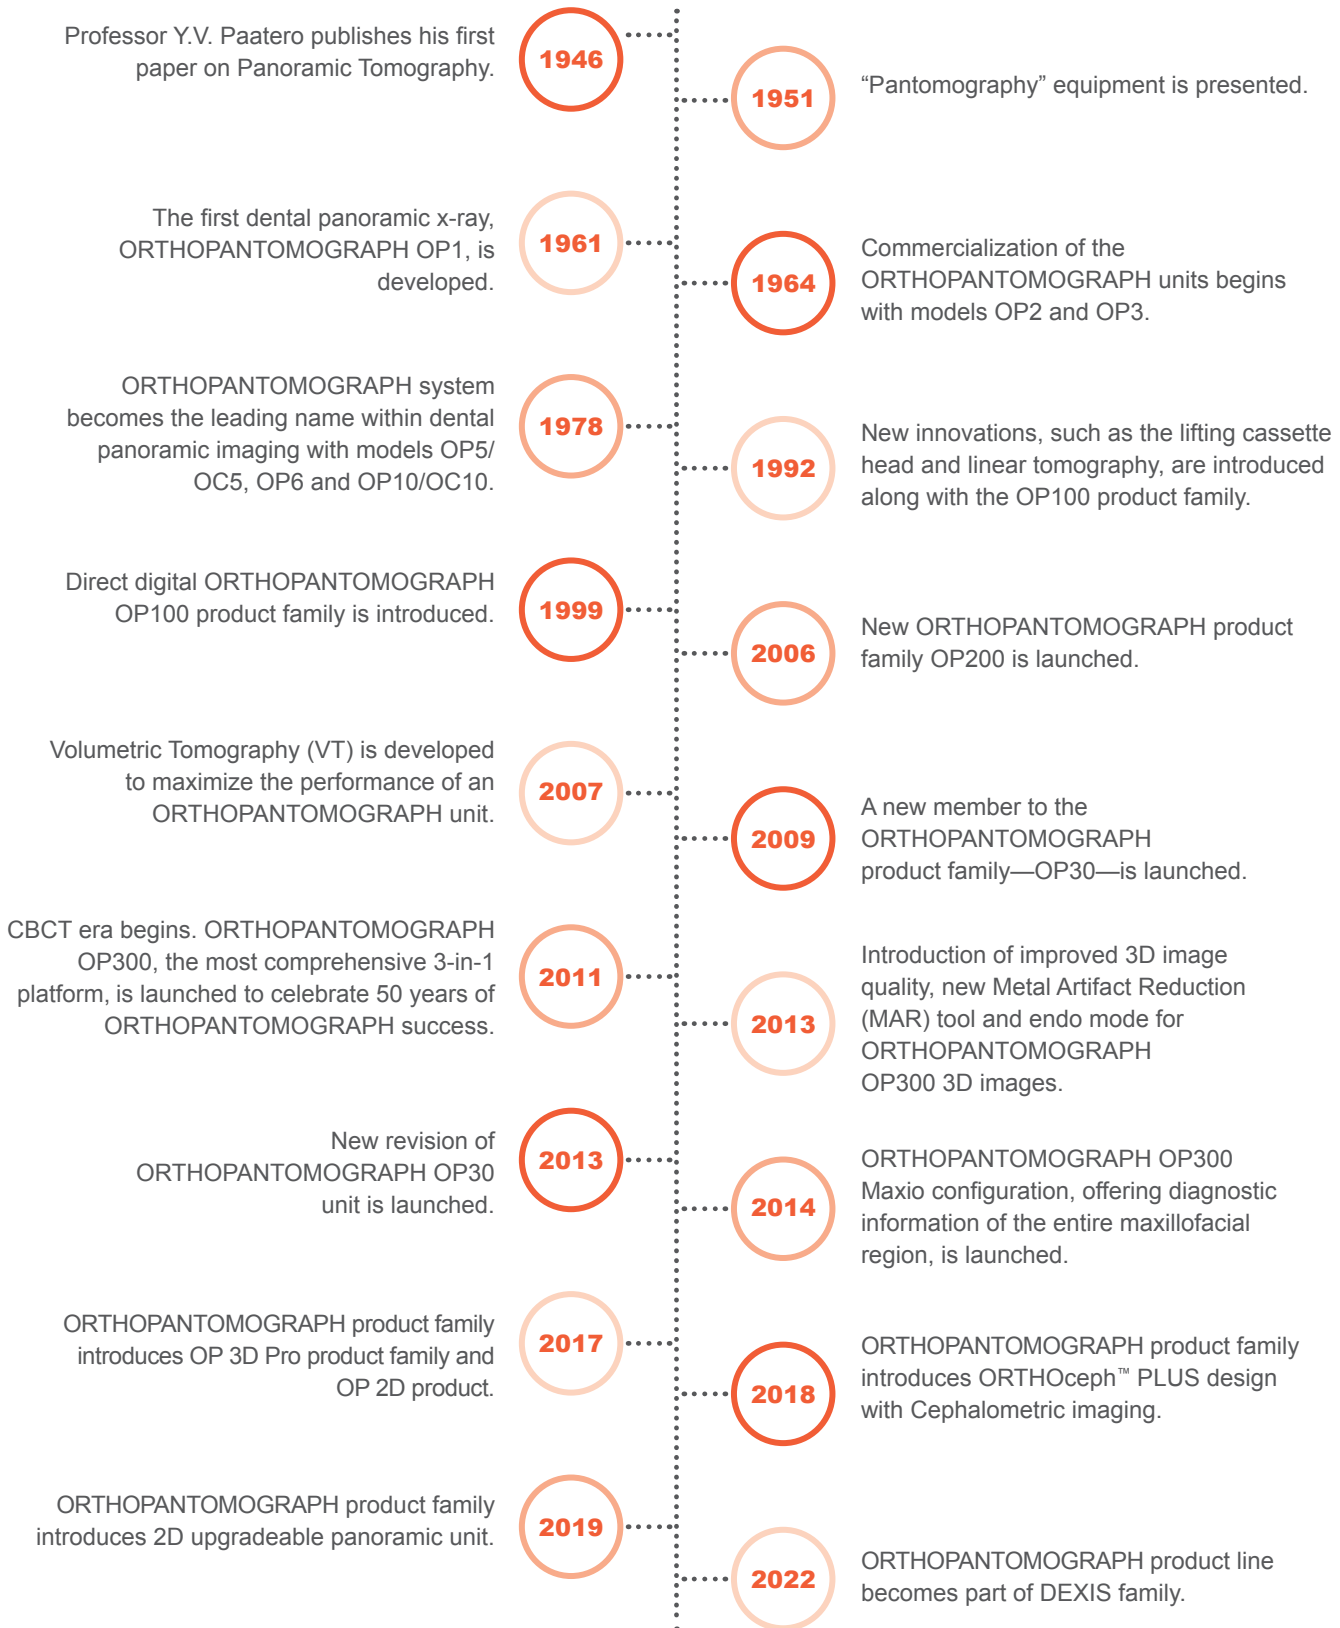 Professor Y.V. Paatero publishes his first
paper on Panoramic Tomography.
1946
1951
“Pantomography” equipment is presented.
The first dental panoramic x-ray,
ORTHOPANTOMOGRAPH OP1, is
developed.
1961
1964
Commercialization of the
ORTHOPANTOMOGRAPH units begins
with models OP2 and OP3.
ORTHOPANTOMOGRAPH system
becomes the leading name within dental
panoramic imaging with models OP5/
OC5, OP6 and OP10/OC10.
1978
1992
New innovations, such as the lifting cassette
head and linear tomography, are introduced
along with the OP100 product family.
Direct digital ORTHOPANTOMOGRAPH
OP100 product family is introduced.
1999
2006
New ORTHOPANTOMOGRAPH product
family OP200 is launched.
Volumetric Tomography (VT) is developed
to maximize the performance of an
ORTHOPANTOMOGRAPH unit.
2007
2009
A new member to the
ORTHOPANTOMOGRAPH
product family—OP30—is launched.
CBCT era begins. ORTHOPANTOMOGRAPH
OP300, the most comprehensive 3-in-1
platform, is launched to celebrate 50 years of
ORTHOPANTOMOGRAPH success.
2011
2013
Introduction of improved 3D image
quality, new Metal Artifact Reduction
(MAR) tool and endo mode for
ORTHOPANTOMOGRAPH
OP300 3D images.
New revision of
ORTHOPANTOMOGRAPH OP30
unit is launched.
2013
2014
ORTHOPANTOMOGRAPH OP300
Maxio configuration, offering diagnostic
information of the entire maxillofacial
region, is launched.
ORTHOPANTOMOGRAPH product family
introduces OP 3D Pro product family and
OP 2D product.
2017
2018
ORTHOPANTOMOGRAPH product family
introduces ORTHOceph™ PLUS design
with Cephalometric imaging.
ORTHOPANTOMOGRAPH product family
introduces 2D upgradeable panoramic unit.
2019
2022
ORTHOPANTOMOGRAPH product line
becomes part of DEXIS family.